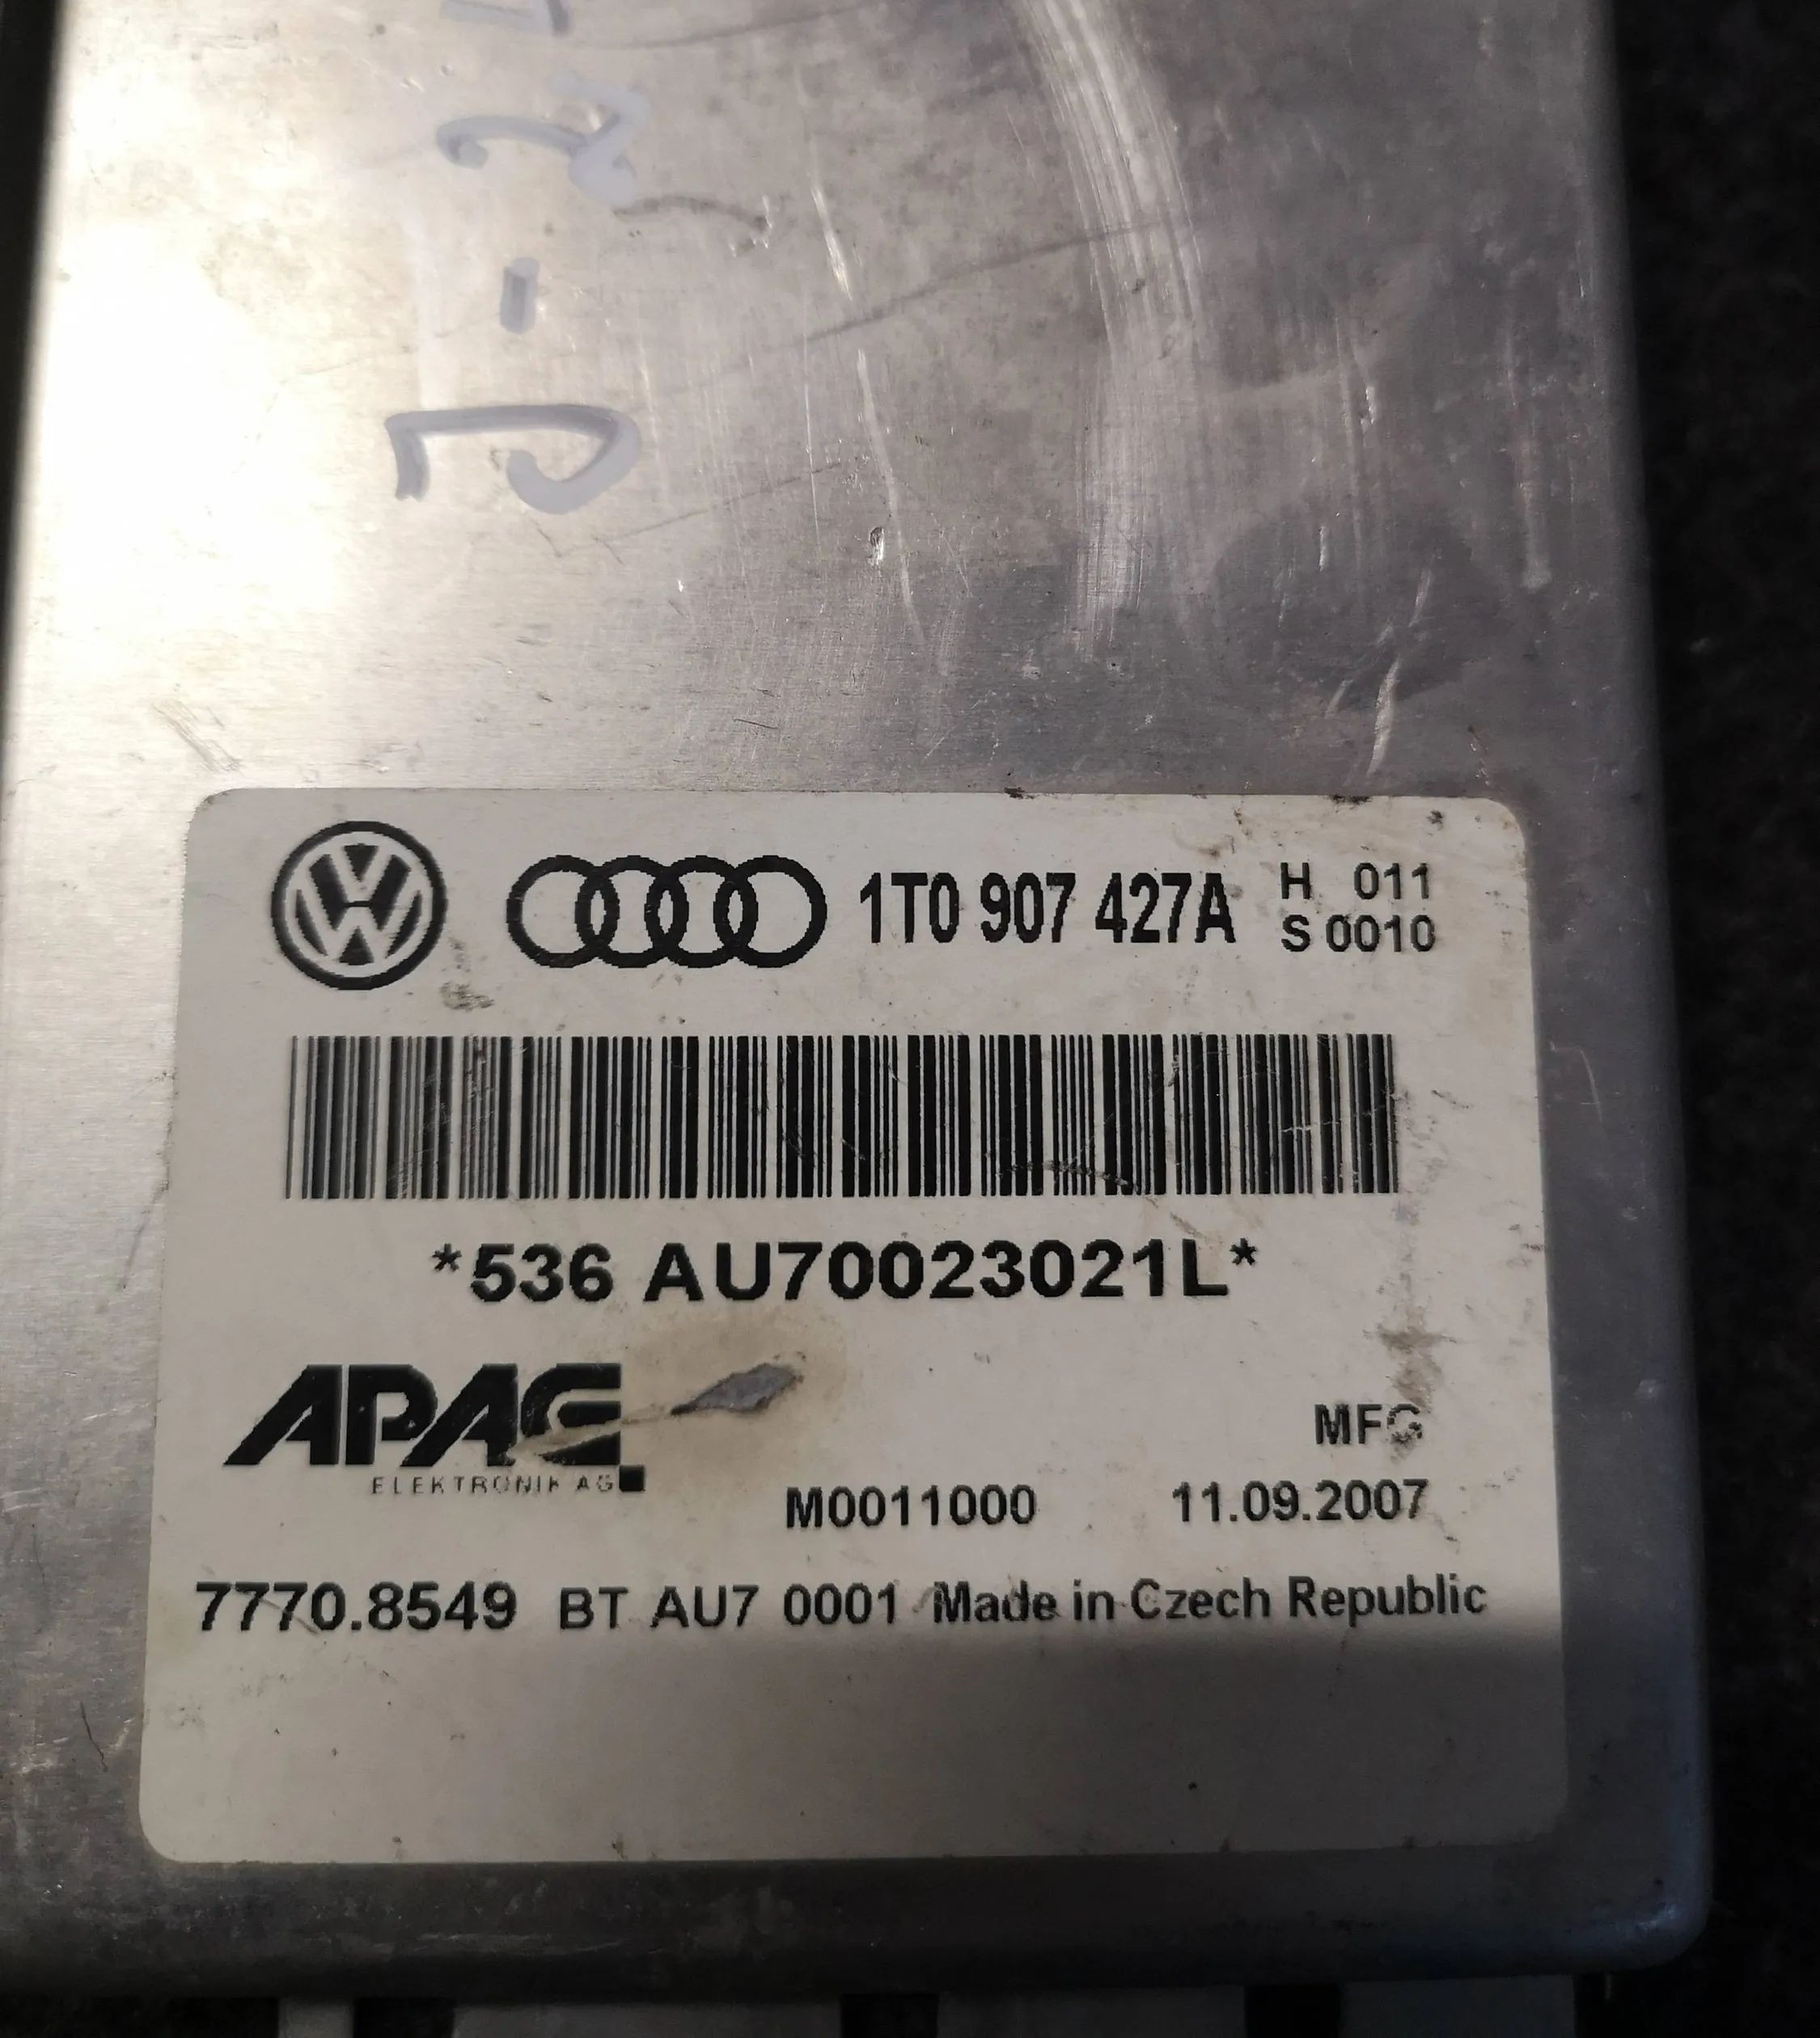 1T0 907 427A H 011
S 0010
*536 AU70023021L*
APAG
ELEKTRONIK AG
MFG
M0011000 11.09.2007
7770.8549 BT AU7 0001 Made in Czech Republic